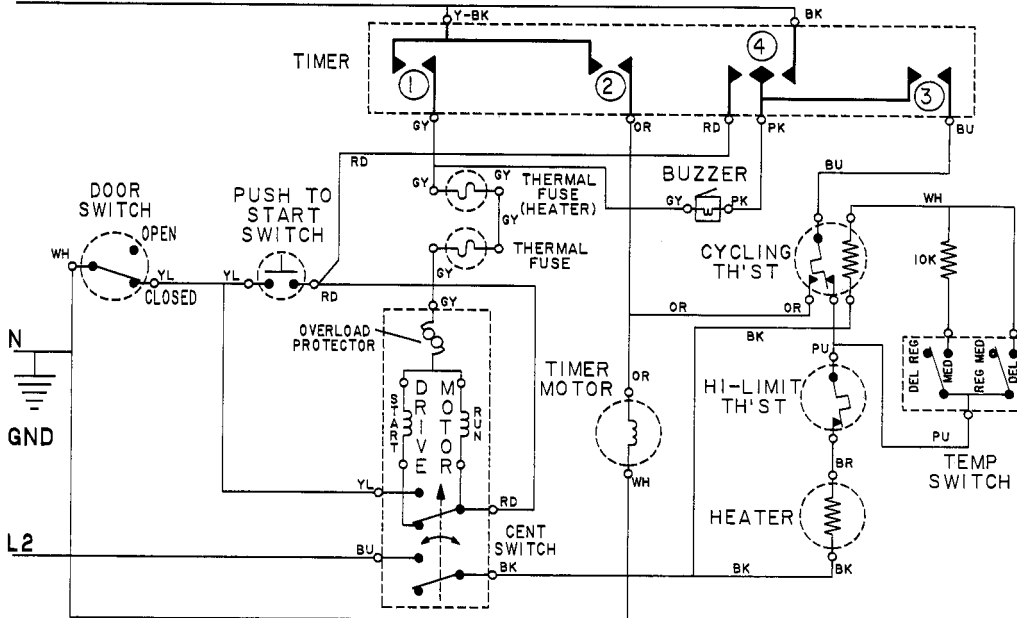 Y-BK
BK
TIMER
1
2
4
3
GY
OR
RD
PK
BU
RD
GY
GY
THERMAL
FUSE
(HEATER)
BUZZER
GY
PK
BU
DOOR
SWITCH
OPEN
WH
YL
CLOSED
PUSH TO
START
SWITCH
YL
RD
GY
THERMAL
FUSE
GY
GY
CYCLING
TH'ST
WH
10K
OR
OR
BK
PU
OVERLOAD
PROTECTOR
N
GND
L2
TIMER
MOTOR
OR
WH
HI-LIMIT
TH'ST
DEL REG
MED
REG MED
DEL
PU
TEMP
SWITCH
START
DRIVE
MOTOR
RUN
YL
RD
BU
CENT
SWITCH
BK
BR
HEATER
BK
BK